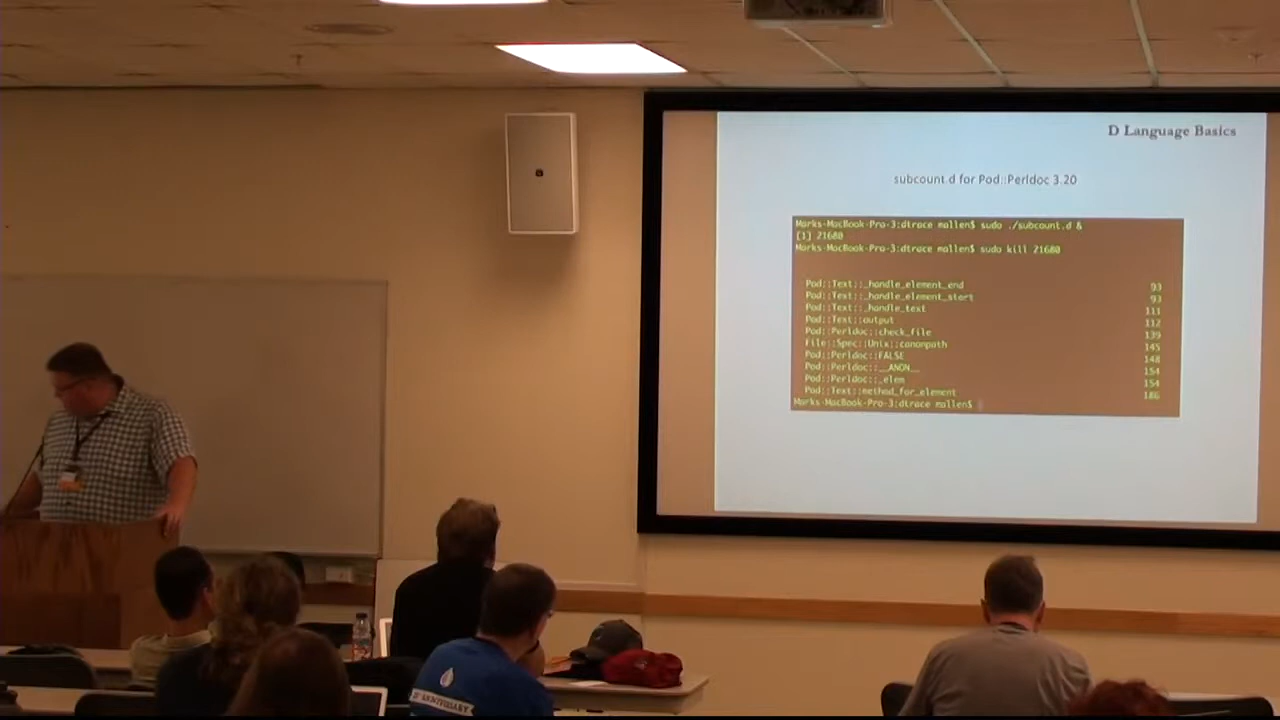 D Language Basics
subcount.d for Pod::Perldoc 3.20
Marks-MacBook-Pro-3:dtrace mallen$ sudo ./subcount.d &
[1] 21680
Marks-MacBook-Pro-3:dtrace mallen$ sudo kill 21680
Pod::Text::_handle_element_end 93
Pod::Text::_handle_element_start 93
Pod::Text::_handle_text 111
Pod::Text::output 112
Pod::Perldoc::check_file 139
File::Spec::Unix::canonpath 145
Pod::Perldoc::FALSE 148
Pod::Perldoc::__ANON__ 154
Pod::Perldoc::_elem 154
Pod::Text::method_for_element 186
Marks-MacBook-Pro-3:dtrace mallen$
ANNIVERSARY